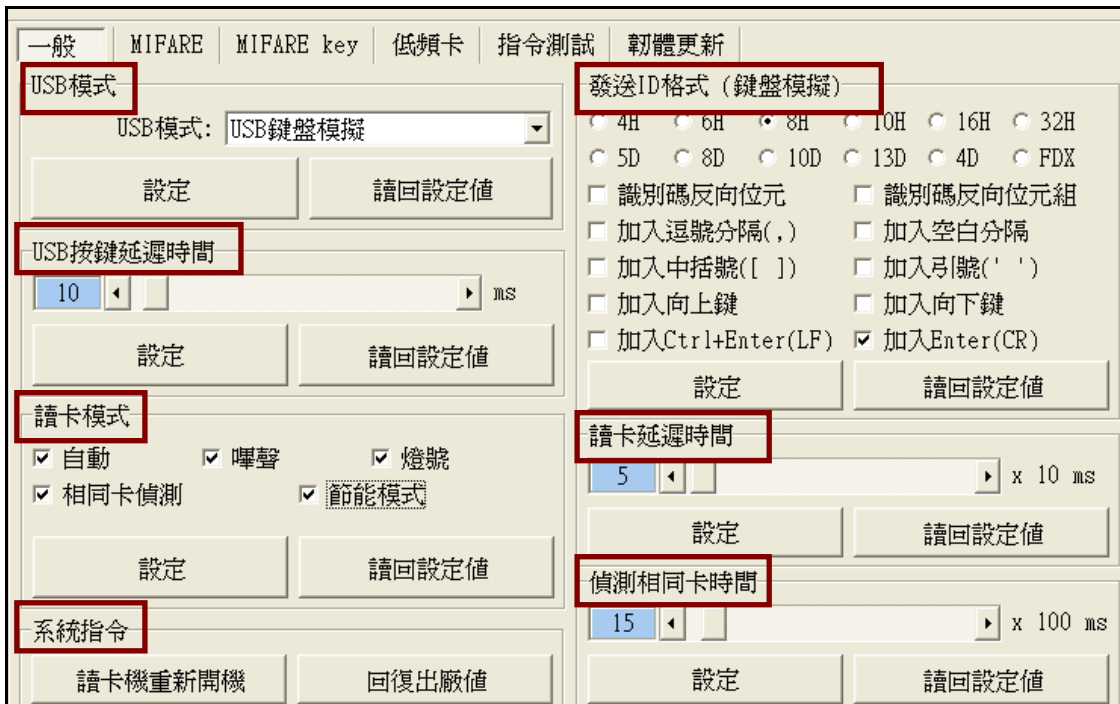 一般 MIFARE MIFARE key 低頻卡 指令測試 韌體更新
USB模式
USB模式: USB鍵盤模擬
設定 讀回設定值
USB按鍵延遲時間
10 ms
設定 讀回設定值
讀卡模式
自動 嗶聲 燈號
相同卡偵測 節能模式
設定 讀回設定值
系統指令
讀卡機重新開機 回復出厰值
發送ID格式 (鍵盤模擬)
4H 6H 8H 10H 16H 32H
5D 8D 10D 13D 4D FDX
識別碼反向位元 識別碼反向位元組
加入逗號分隔(,) 加入空白分隔
加入中括號([ ]) 加入引號(' ')
加入向上鍵 加入向下鍵
加入Ctrl+Enter(LF) 加入Enter(CR)
設定 讀回設定值
讀卡延遲時間
5 x 10 ms
設定 讀回設定值
偵測相同卡時間
15 x 100 ms
設定 讀回設定值